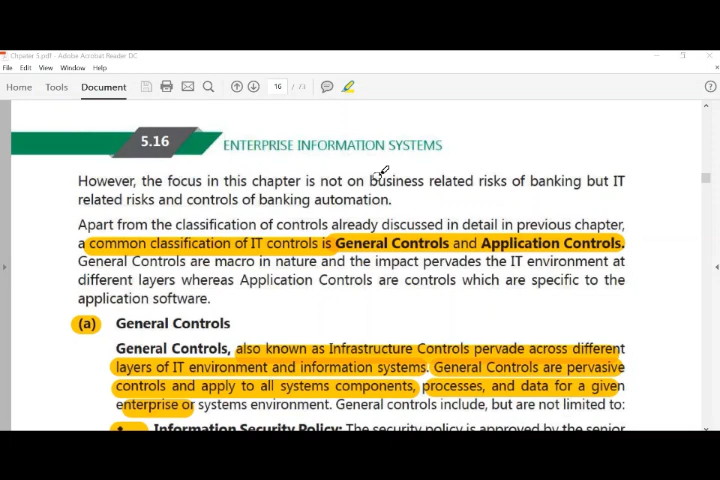 Chpater 5.pdf - Adobe Acrobat Reader DC
File Edit View Window Help
Home Tools Document 16 / 73
5.16 ENTERPRISE INFORMATION SYSTEMS
However, the focus in this chapter is not on business related risks of banking but IT
related risks and controls of banking automation.
Apart from the classification of controls already discussed in detail in previous chapter,
a common classification of IT controls is General Controls and Application Controls.
General Controls are macro in nature and the impact pervades the IT environment at
different layers whereas Application Controls are controls which are specific to the
application software.
(a) General Controls
General Controls, also known as Infrastructure Controls pervade across different
layers of IT environment and information systems. General Controls are pervasive
controls and apply to all systems components, processes, and data for a given
enterprise or systems environment. General controls include, but are not limited to:
Information Security Policy: The security policy is approved by the senior